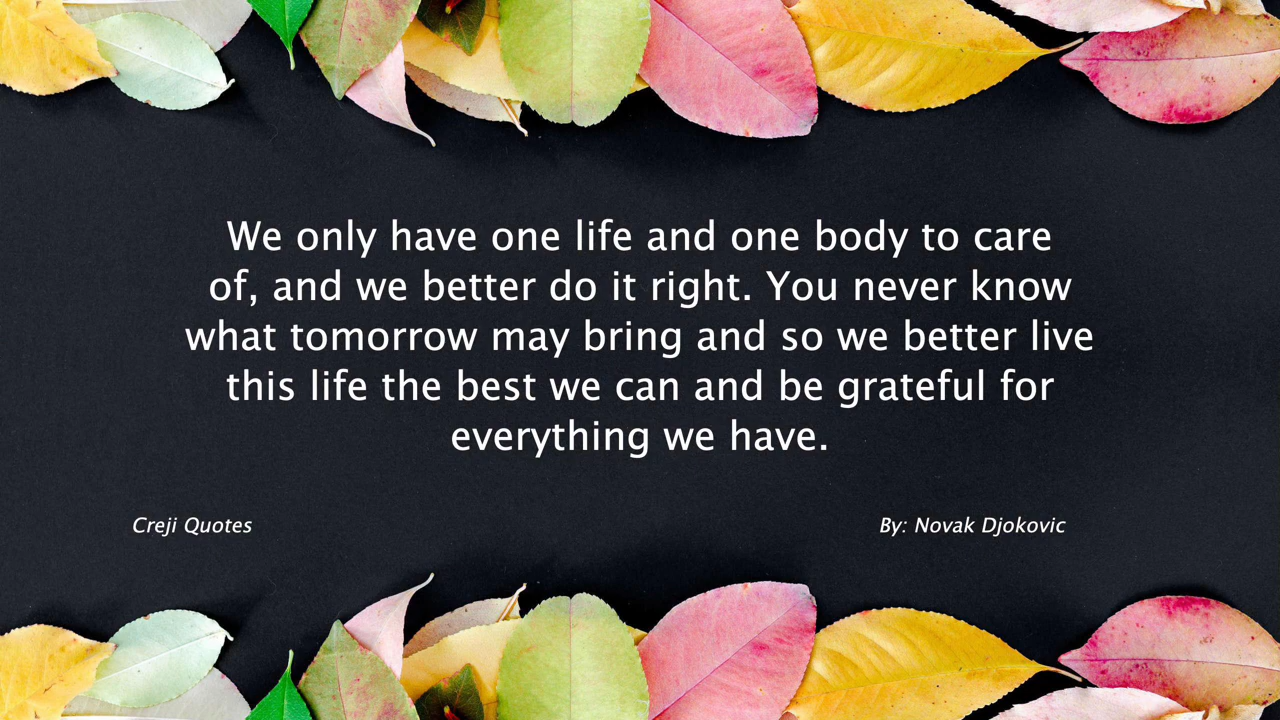 We only have one life and one body to care
of, and we better do it right. You never know
what tomorrow may bring and so we better live
this life the best we can and be grateful for
everything we have.
Creji Quotes
By: Novak Djokovic